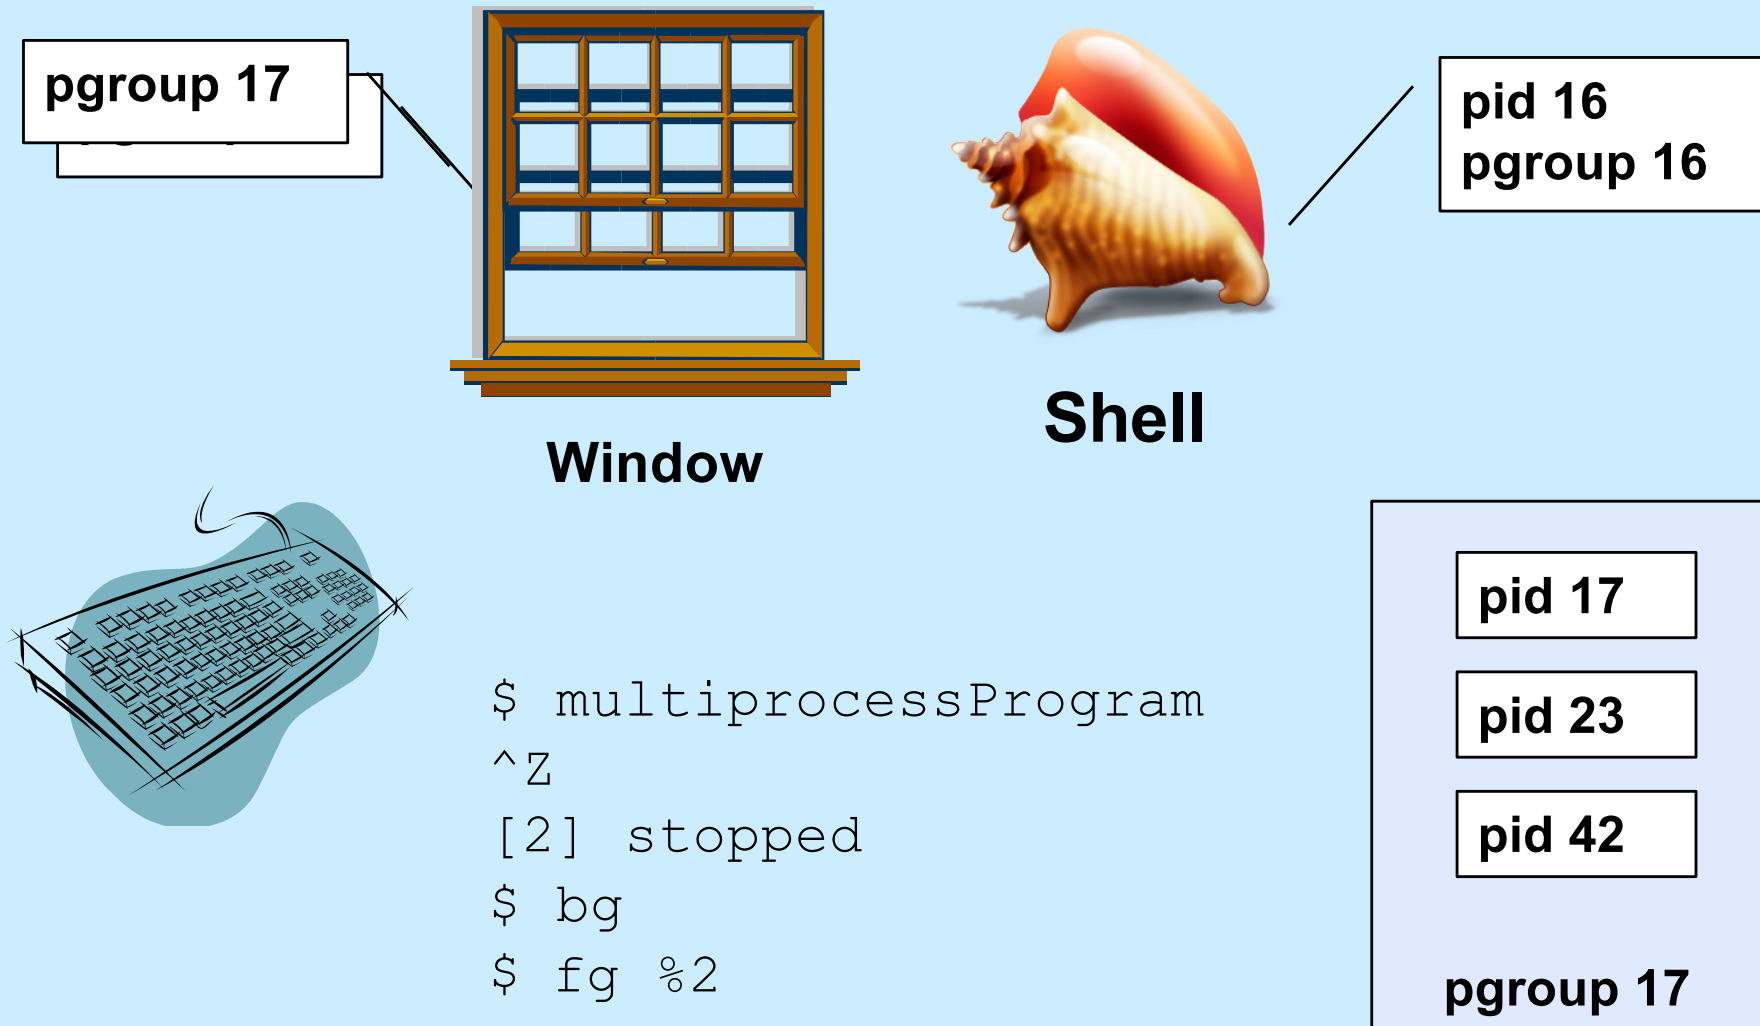 pgroup 17
pid 16
pgroup 16
Window
Shell
$ multiprocessProgram
^Z
[2] stopped
$ bg
$ fg %2
pid 17
pid 23
pid 42
pgroup 17